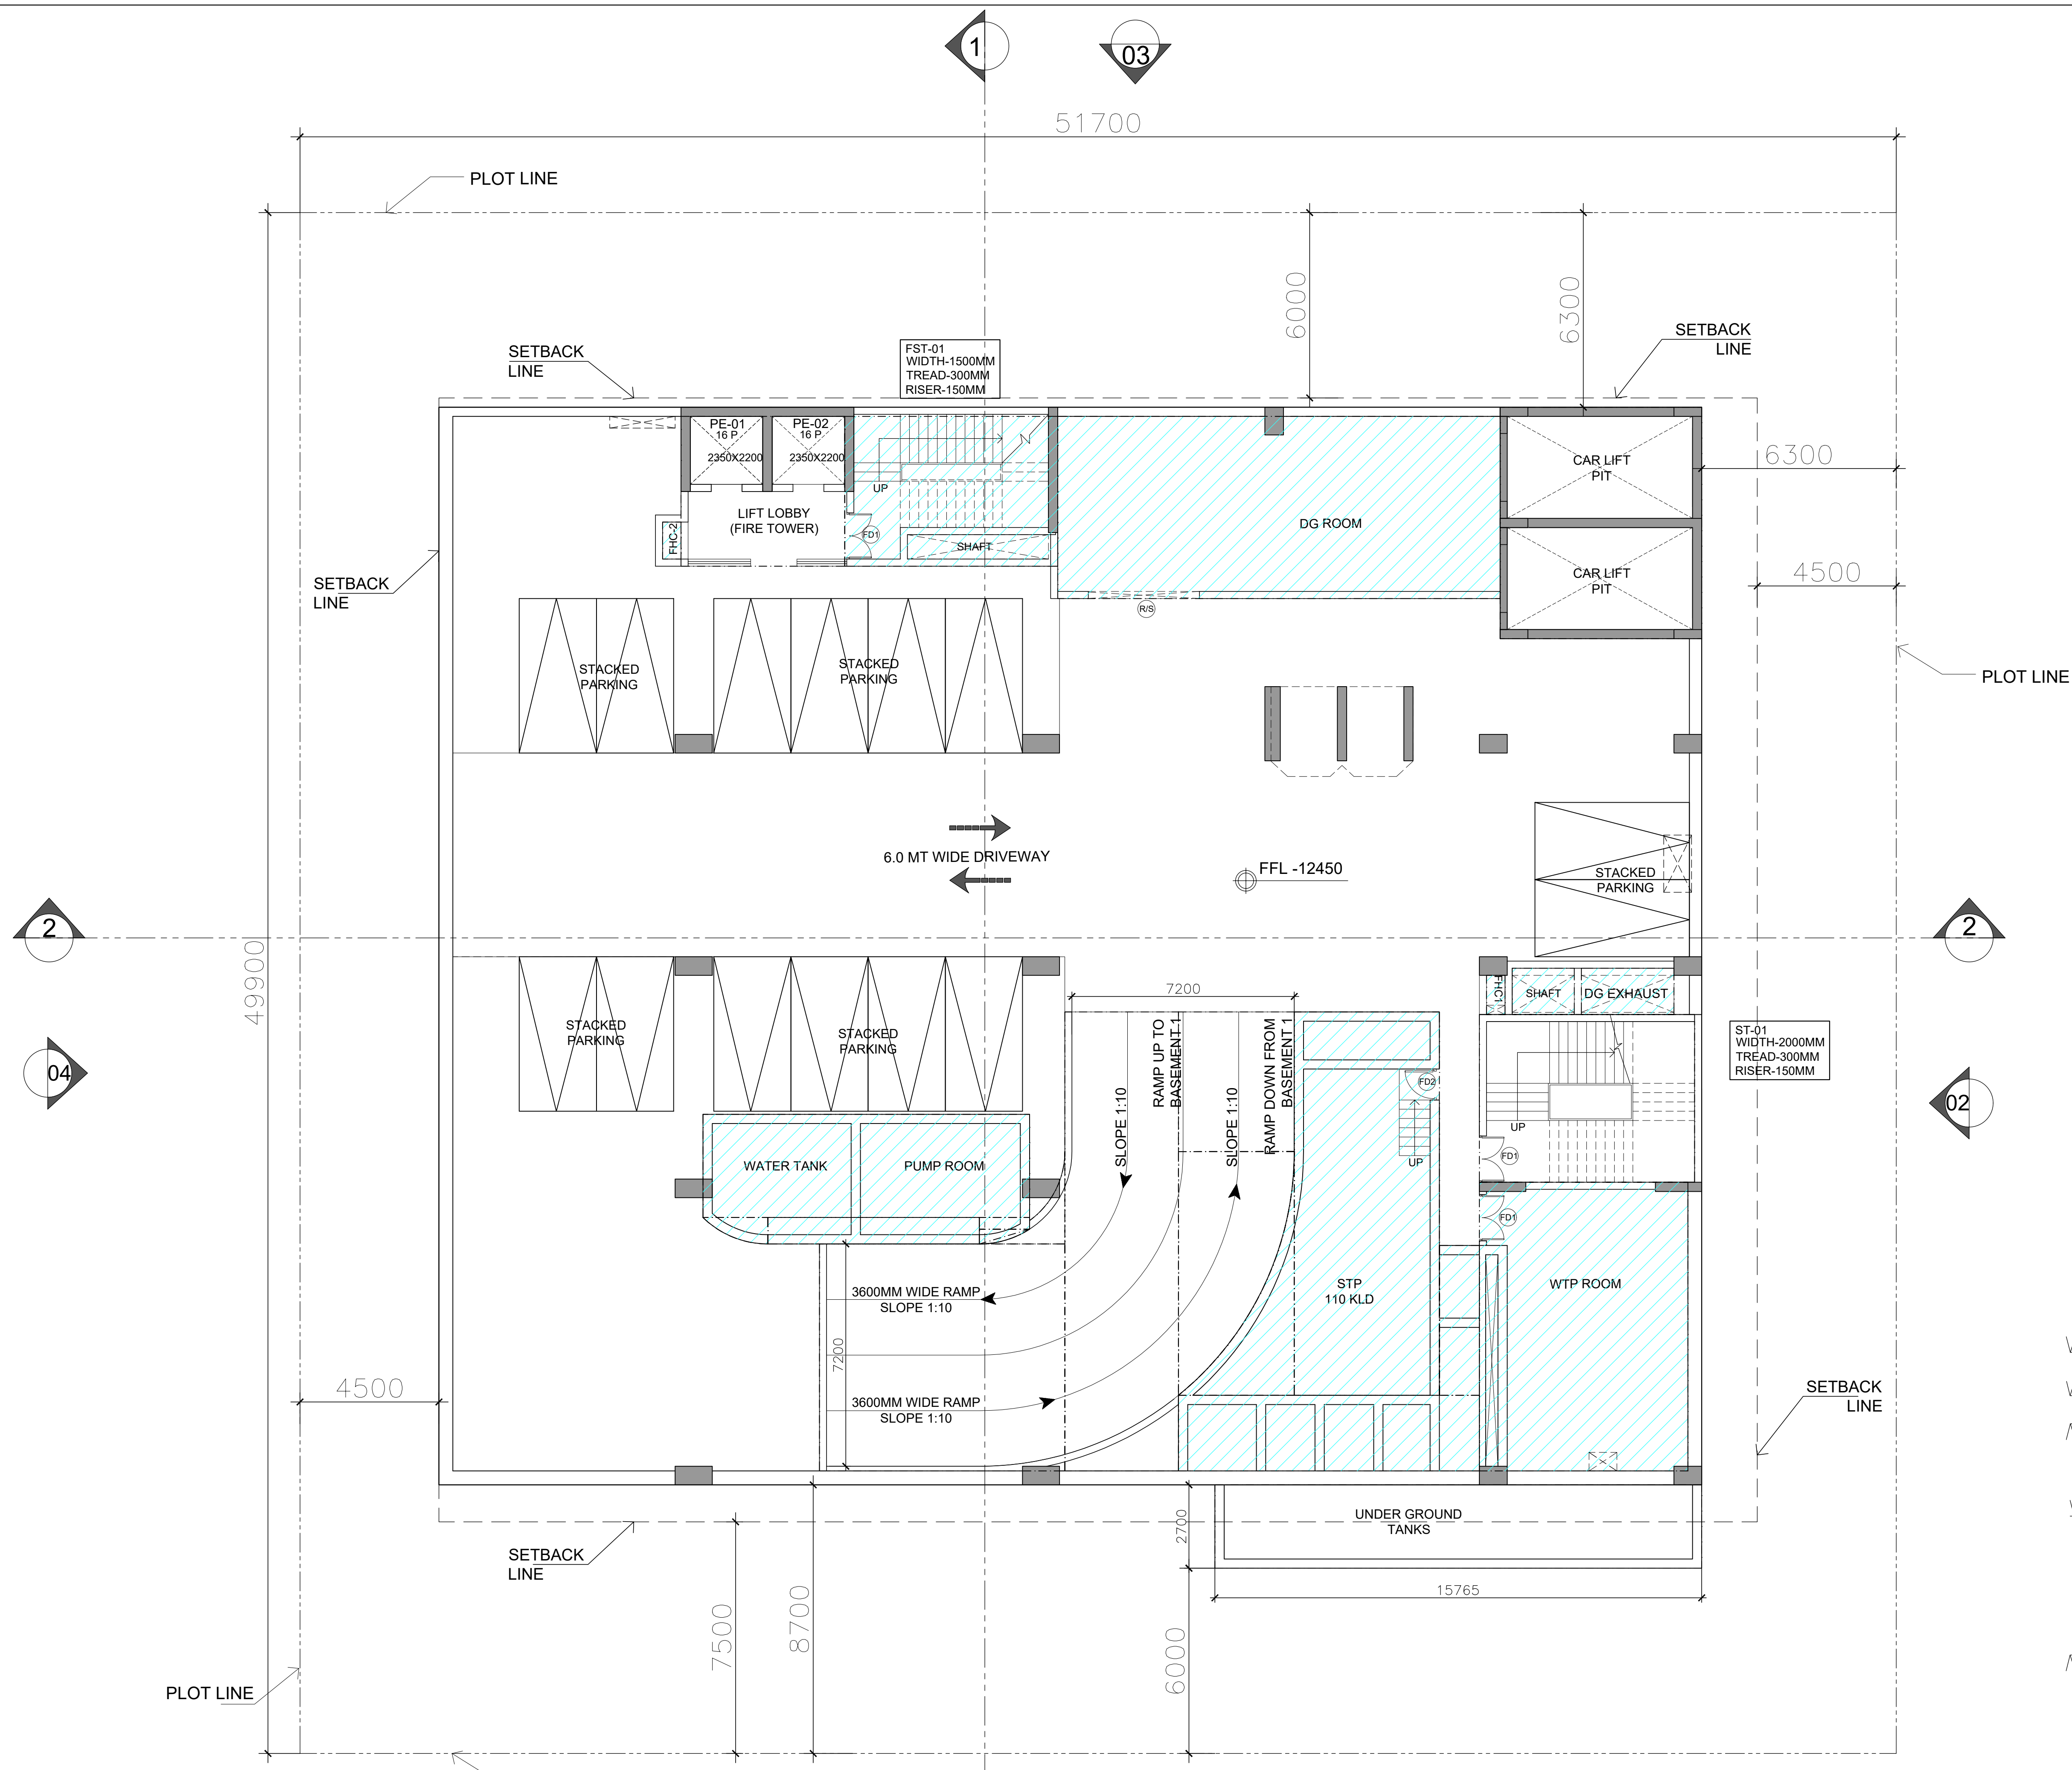 1
03
51700
PLOT LINE
6000
6300
SETBACK
LINE
SETBACK
LINE
FST-01
WIDTH-1500MM
TREAD-300MM
RISER-150MM
PE-01
16 P
2350X2200
PE-02
16 P
2350X2200
UP
CAR LIFT
PIT
6300
LIFT LOBBY
(FIRE TOWER)
FHC-2
FD1
SHAFT
DG ROOM
CAR LIFT
PIT
4500
SETBACK
LINE
R/S
STACKED
PARKING
STACKED
PARKING
PLOT LINE
6.0 MT WIDE DRIVEWAY
FFL -12450
STACKED
PARKING
2
2
49900
7200
FHC1
SHAFT
DG EXHAUST
STACKED
PARKING
STACKED
PARKING
SLOPE 1:10
RAMP UP TO
BASEMENT 1
SLOPE 1:10
RAMP DOWN FROM
BASEMENT 1
FD2
UP
ST-01
WIDTH-2000MM
TREAD-300MM
RISER-150MM
04
02
UP
FD1
WATER TANK
PUMP ROOM
FD1
3600MM WIDE RAMP
SLOPE 1:10
STP
110 KLD
WTP ROOM
7200
4500
3600MM WIDE RAMP
SLOPE 1:10
SETBACK
LINE
UNDER GROUND
TANKS
2700
SETBACK
LINE
15765
7500
8700
6000
PLOT LINE